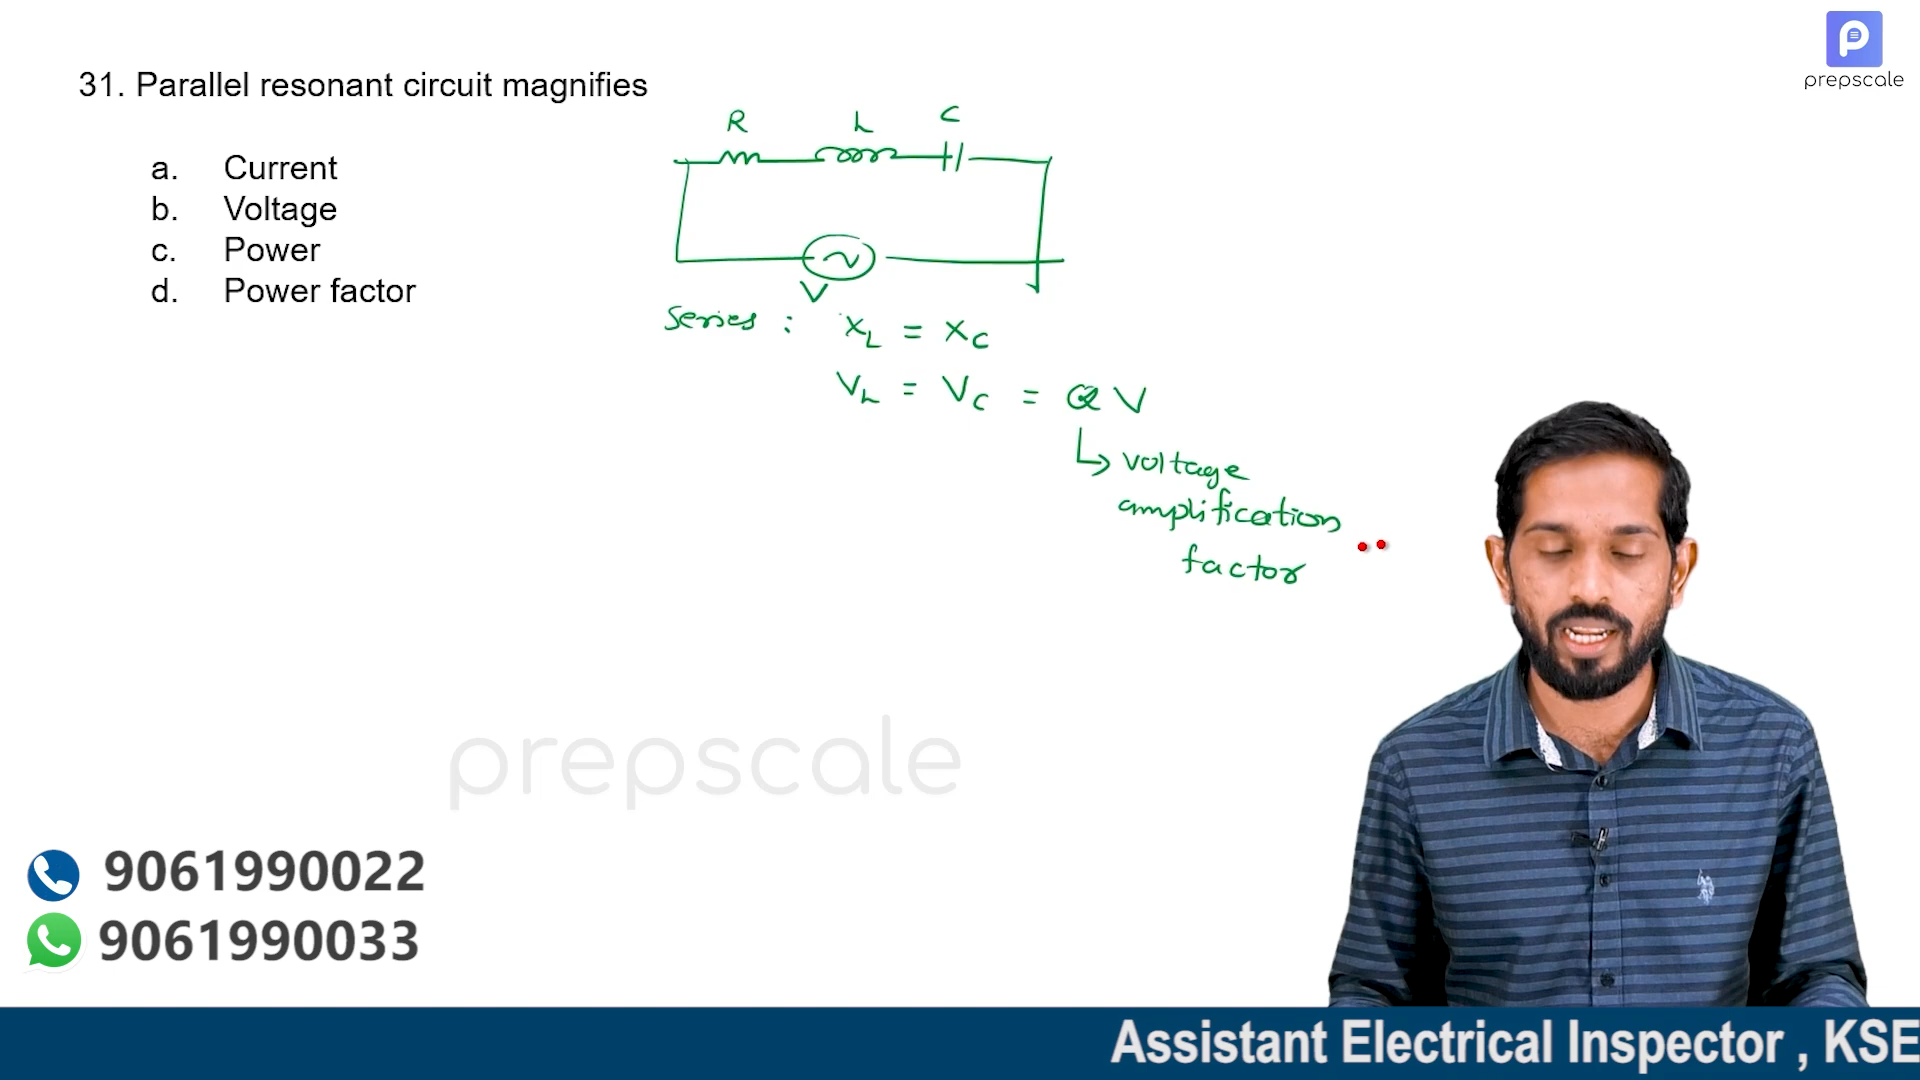 prepscale
31. Parallel resonant circuit magnifies
a. Current
b. Voltage
c. Power
d. Power factor
R L C
V
Series : XL = XC
VL = VC = QV
↳ voltage
amplification
factor
prepscale
9061990022
9061990033
Assistant Electrical Inspector , KSE